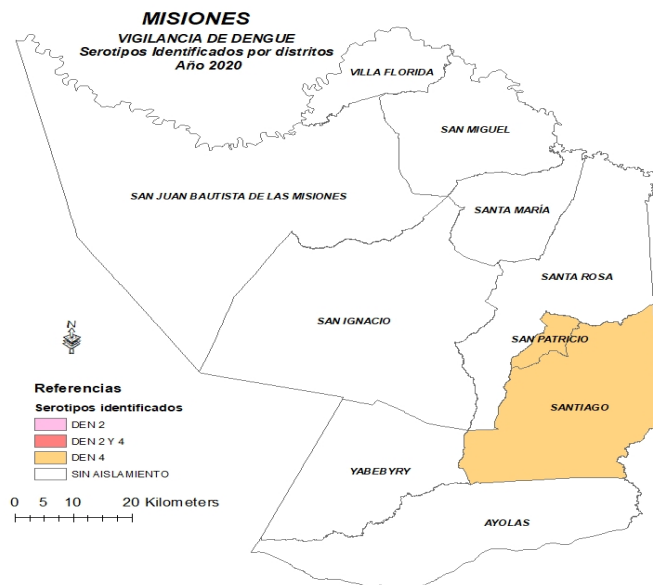 MISIONES
VIGILANCIA DE DENGUE
Serotipos Identificados por distritos
Año 2020
VILLA FLORIDA
SAN MIGUEL
SAN JUAN BAUTISTA DE LAS MISIONES
SANTA MARÍA
SANTA ROSA
SAN IGNACIO
SAN PATRICIO
SANTIAGO
YABEBYRY
AYOLAS
N
Referencias
Serotipos identificados
DEN 2
DEN 2 Y 4
DEN 4
SIN AISLAMIENTO
0 5 10 20 Kilometers